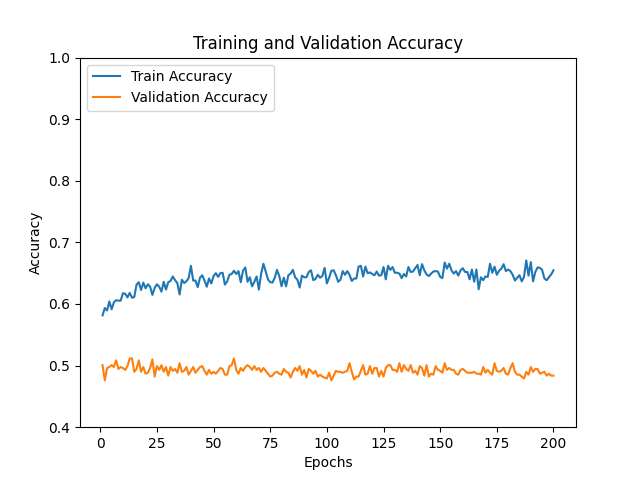 Training and Validation Accuracy
1.0
Train Accuracy
Validation Accuracy
0.9
0.8
0.7
Accuracy
0.6
0.5
0.4
0 25 50 75 100 125 150 175 200
Epochs